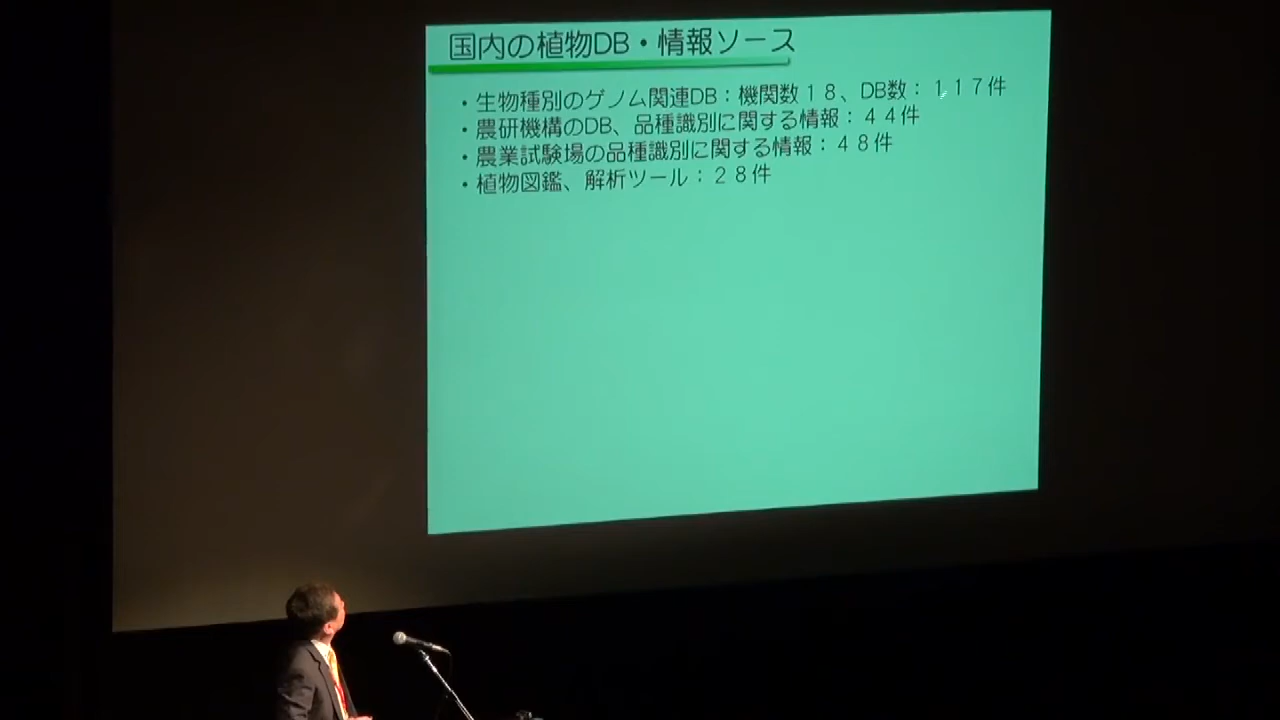 国内の植物DB・情報ソース
・生物種別のゲノム関連DB：機関数１８、DB数：１１７件
・農研機構のDB、品種識別に関する情報：４４件
・農業試験場の品種識別に関する情報：４８件
・植物図鑑、解析ツール：２８件